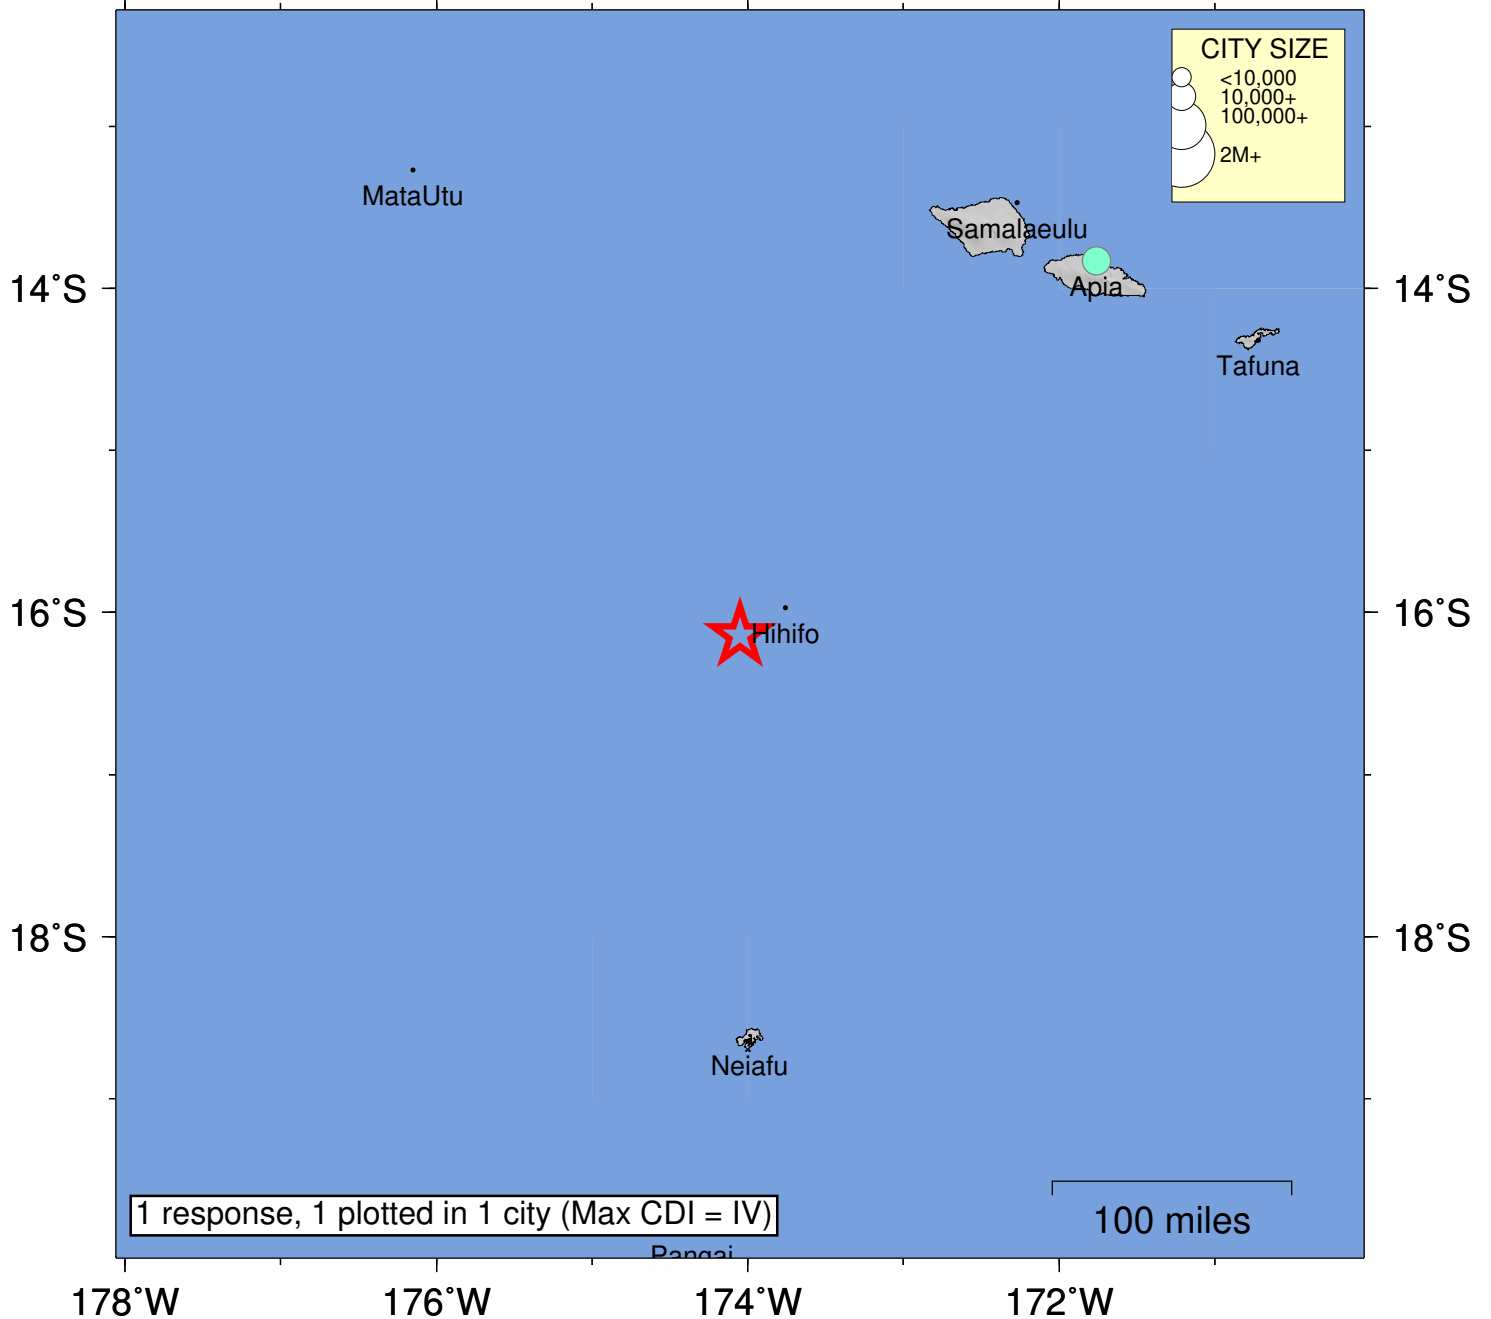 CITY SIZE
<10,000
10,000+
100,000+
2M+
MataUtu
Samalaeulu
Apia
14°S
14°S
Tafuna
16°S
16°S
Hihifo
18°S
18°S
Neiafu
1 response, 1 plotted in 1 city (Max CDI = IV)
100 miles
Pangai
178°W
176°W
174°W
172°W